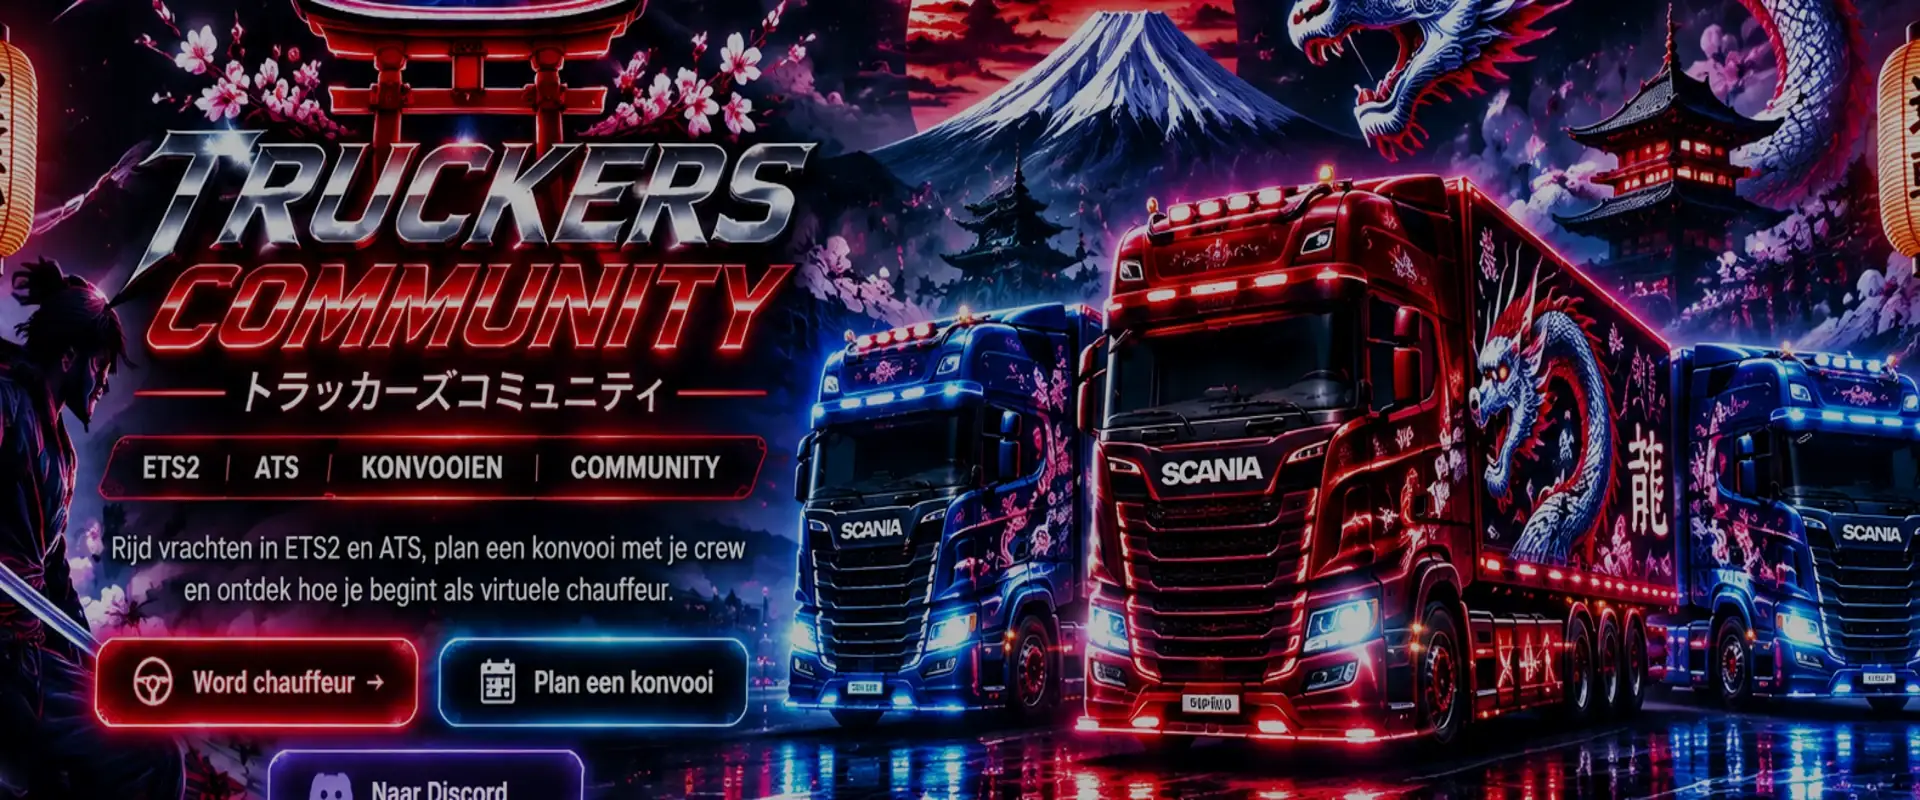 TRUCKERS
COMMUNITY
トラッカーズコミュニティ
ETS2 | ATS | KONVOOIEN | COMMUNITY
Rijd vrachten in ETS2 en ATS, plan een konvooi met je crew
en ontdek hoe je begint als virtuele chauffeur.
Word chauffeur →
Plan een konvooi
Naar Discord
SCANIA
SCANIA
SCANIA
龍